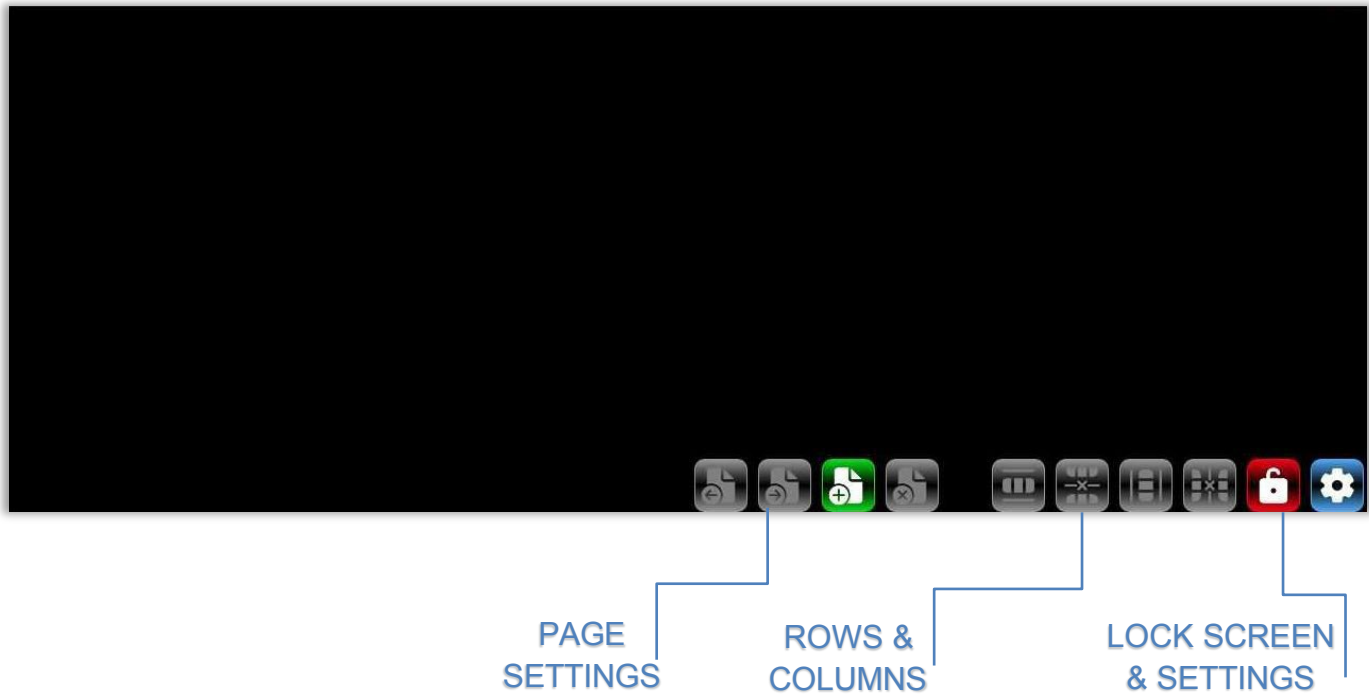 PAGE
SETTINGS
ROWS &
COLUMNS
LOCK SCREEN
& SETTINGS